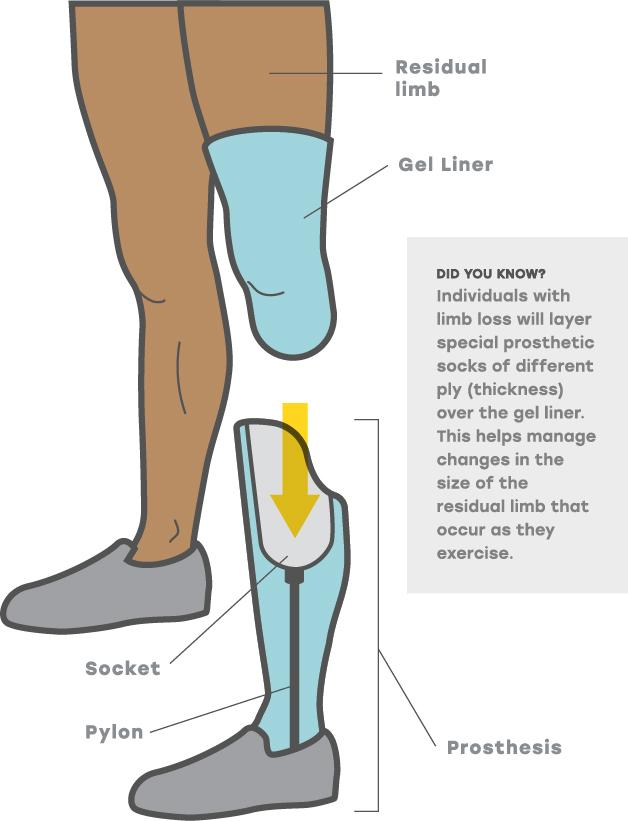 Residual
limb
Gel Liner
DID YOU KNOW?
Individuals with
limb loss will layer
special prosthetic
socks of different
ply (thickness)
over the gel liner.
This helps manage
changes in the
size of the
residual limb that
occur as they
exercise.
Socket
Pylon
Prosthesis